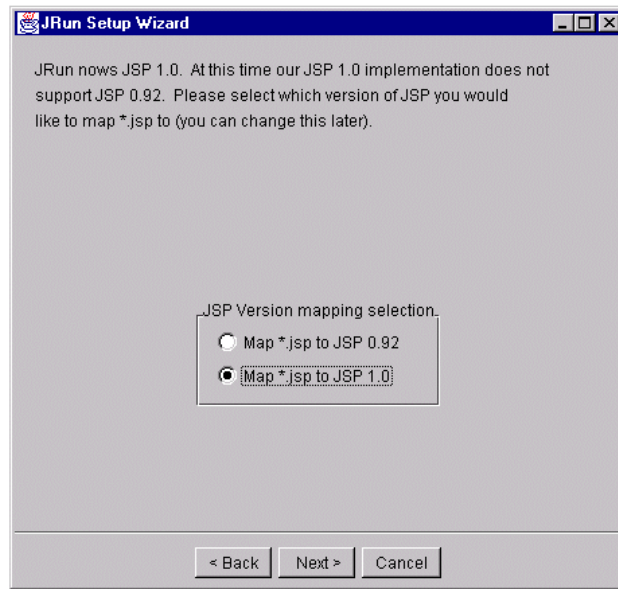 JRun Setup Wizard
JRun nows JSP 1.0. At this time our JSP 1.0 implementation does not
support JSP 0.92. Please select which version of JSP you would
like to map *.jsp to (you can change this later).
JSP Version mapping selection
Map *.jsp to JSP 0.92
Map *.jsp to JSP 1.0
< Back Next > Cancel